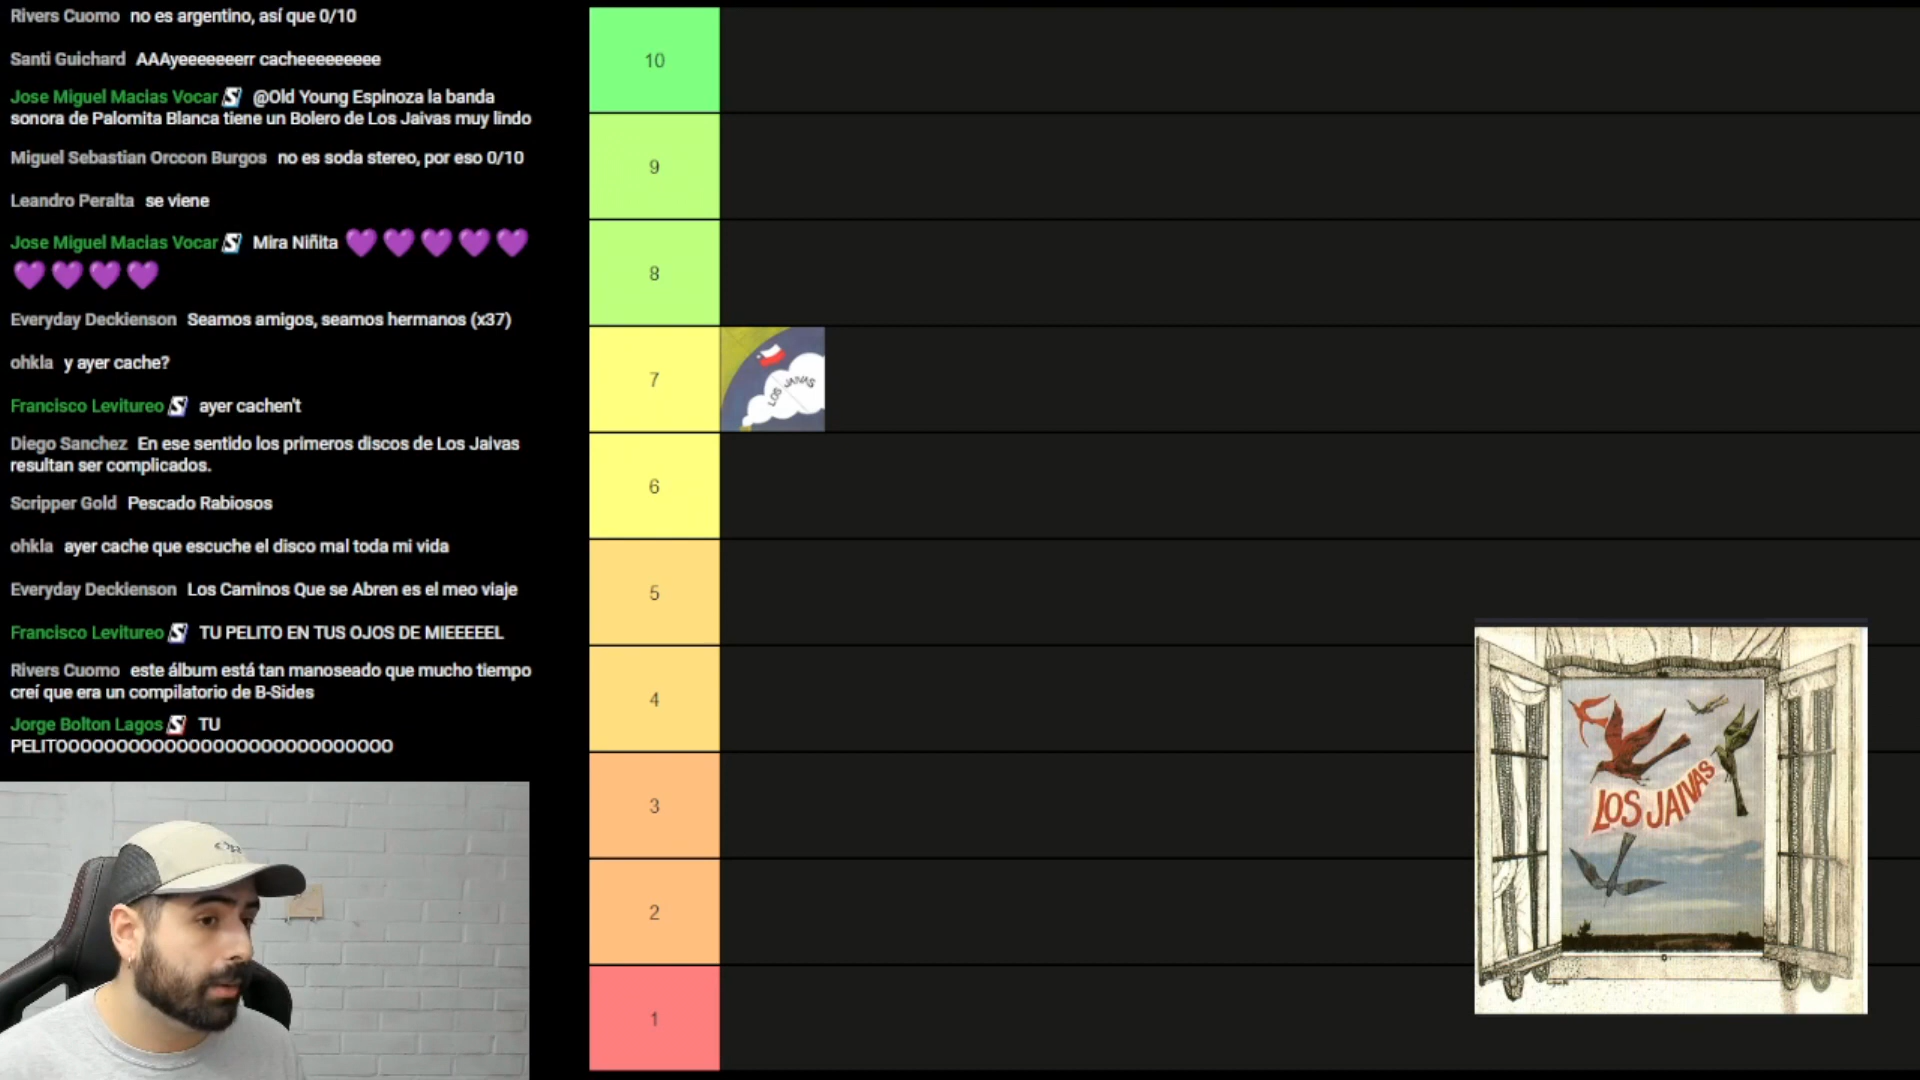 Rivers Cuomo no es argentino, así que 0/10
Santi Guichard AAAyeeeeeeerr cacheeeeeeeee
Jose Miguel Macias Vocar S @Old Young Espinoza la banda
sonora de Palomita Blanca tiene un Bolero de Los Jaivas muy lindo
Miguel Sebastian Orccon Burgos no es soda stereo, por eso 0/10
Leandro Peralta se viene
Jose Miguel Macias Vocar S Mira Niñita 💜💜💜💜💜
💜💜💜💜
Everyday Deckienson Seamos amigos, seamos hermanos (x37)
ohkla y ayer cache?
Francisco Levitureo S ayer cachen't
Diego Sanchez En ese sentido los primeros discos de Los Jaivas
resultan ser complicados.
Scripper Gold Pescado Rabiosos
ohkla ayer cache que escuche el disco mal toda mi vida
Everyday Deckienson Los Caminos Que se Abren es el meo viaje
Francisco Levitureo S TU PELITO EN TUS OJOS DE MIEEEEEL
Rivers Cuomo este álbum está tan manoseado que mucho tiempo
creí que era un compilatorio de B-Sides
Jorge Bolton Lagos S TU
PELITOOOOOOOOOOOOOOOOOOOOOOOOOOOO
10
9
8
7
LOS JAIVAS
6
5
4
3
2
1
LOS JAIVAS